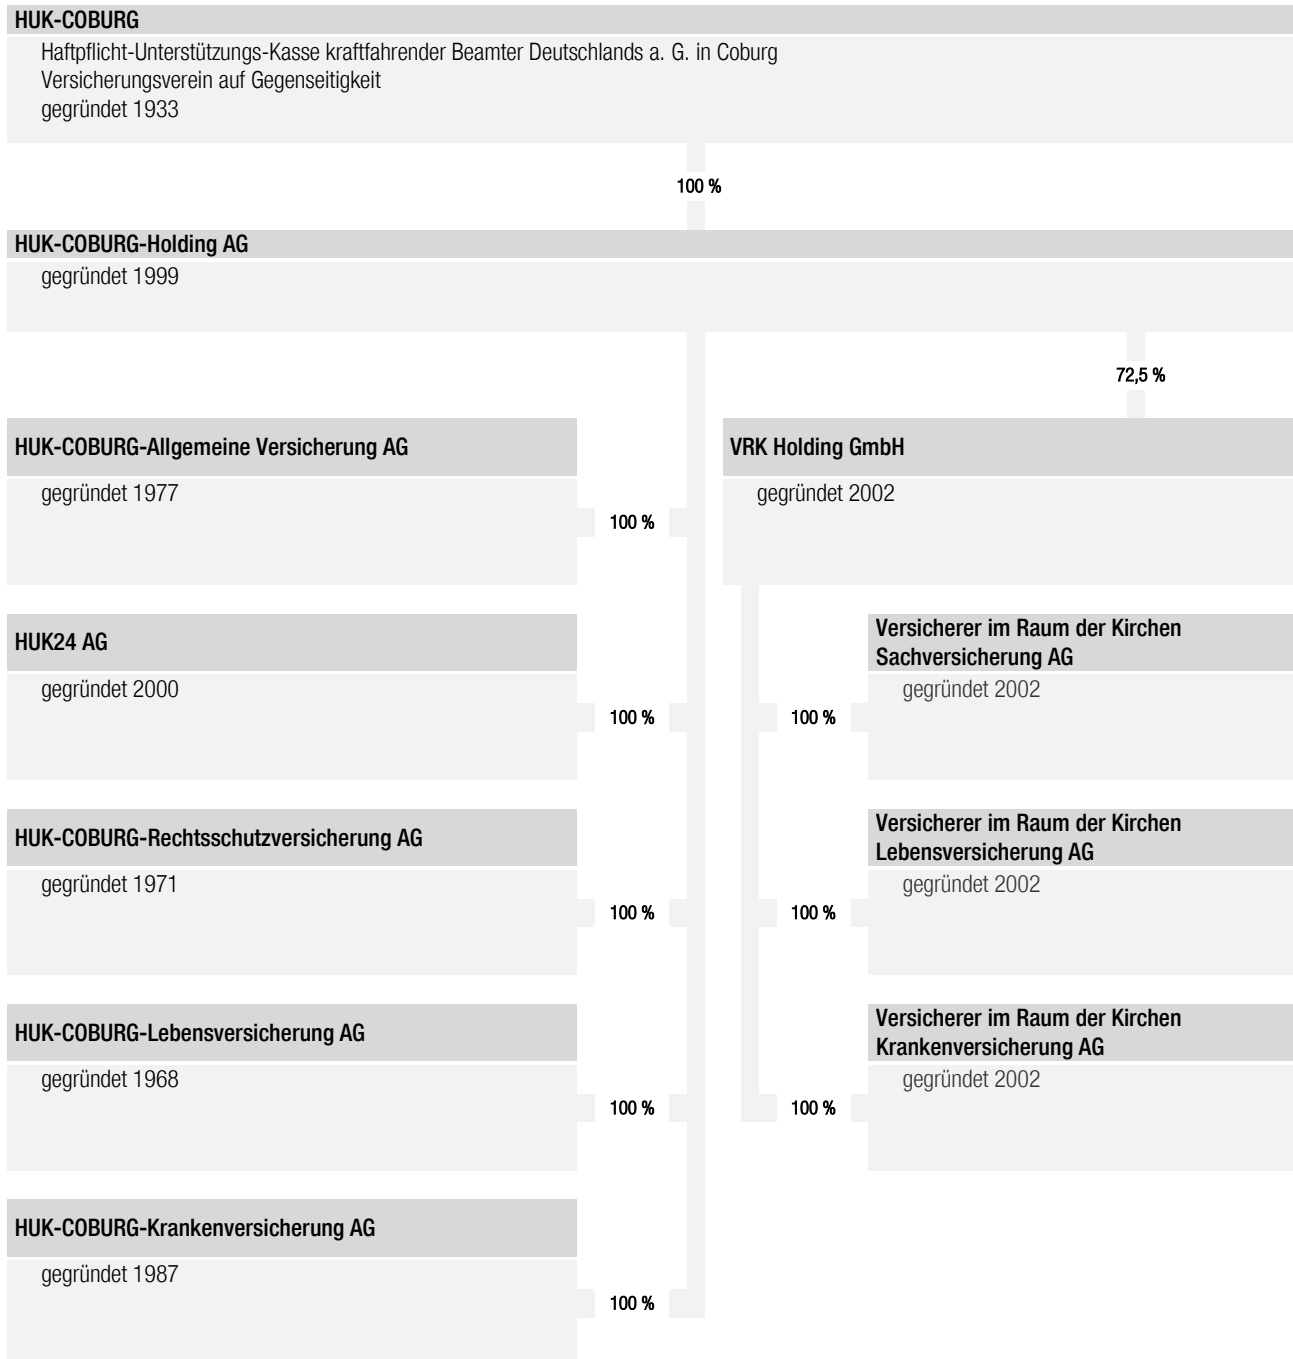 HUK-COBURG
Haftpflicht-Unterstützungs-Kasse kraftfahrender Beamter Deutschlands a. G. in Coburg
Versicherungsverein auf Gegenseitigkeit
gegründet 1933
100 %
HUK-COBURG-Holding AG
gegründet 1999
72,5 %
HUK-COBURG-Allgemeine Versicherung AG
gegründet 1977
100 %
VRK Holding GmbH
gegründet 2002
HUK24 AG
gegründet 2000
100 %
Versicherer im Raum der Kirchen
Sachversicherung AG
gegründet 2002
100 %
HUK-COBURG-Rechtsschutzversicherung AG
gegründet 1971
100 %
Versicherer im Raum der Kirchen
Lebensversicherung AG
gegründet 2002
100 %
HUK-COBURG-Lebensversicherung AG
gegründet 1968
100 %
Versicherer im Raum der Kirchen
Krankenversicherung AG
gegründet 2002
100 %
HUK-COBURG-Krankenversicherung AG
gegründet 1987
100 %